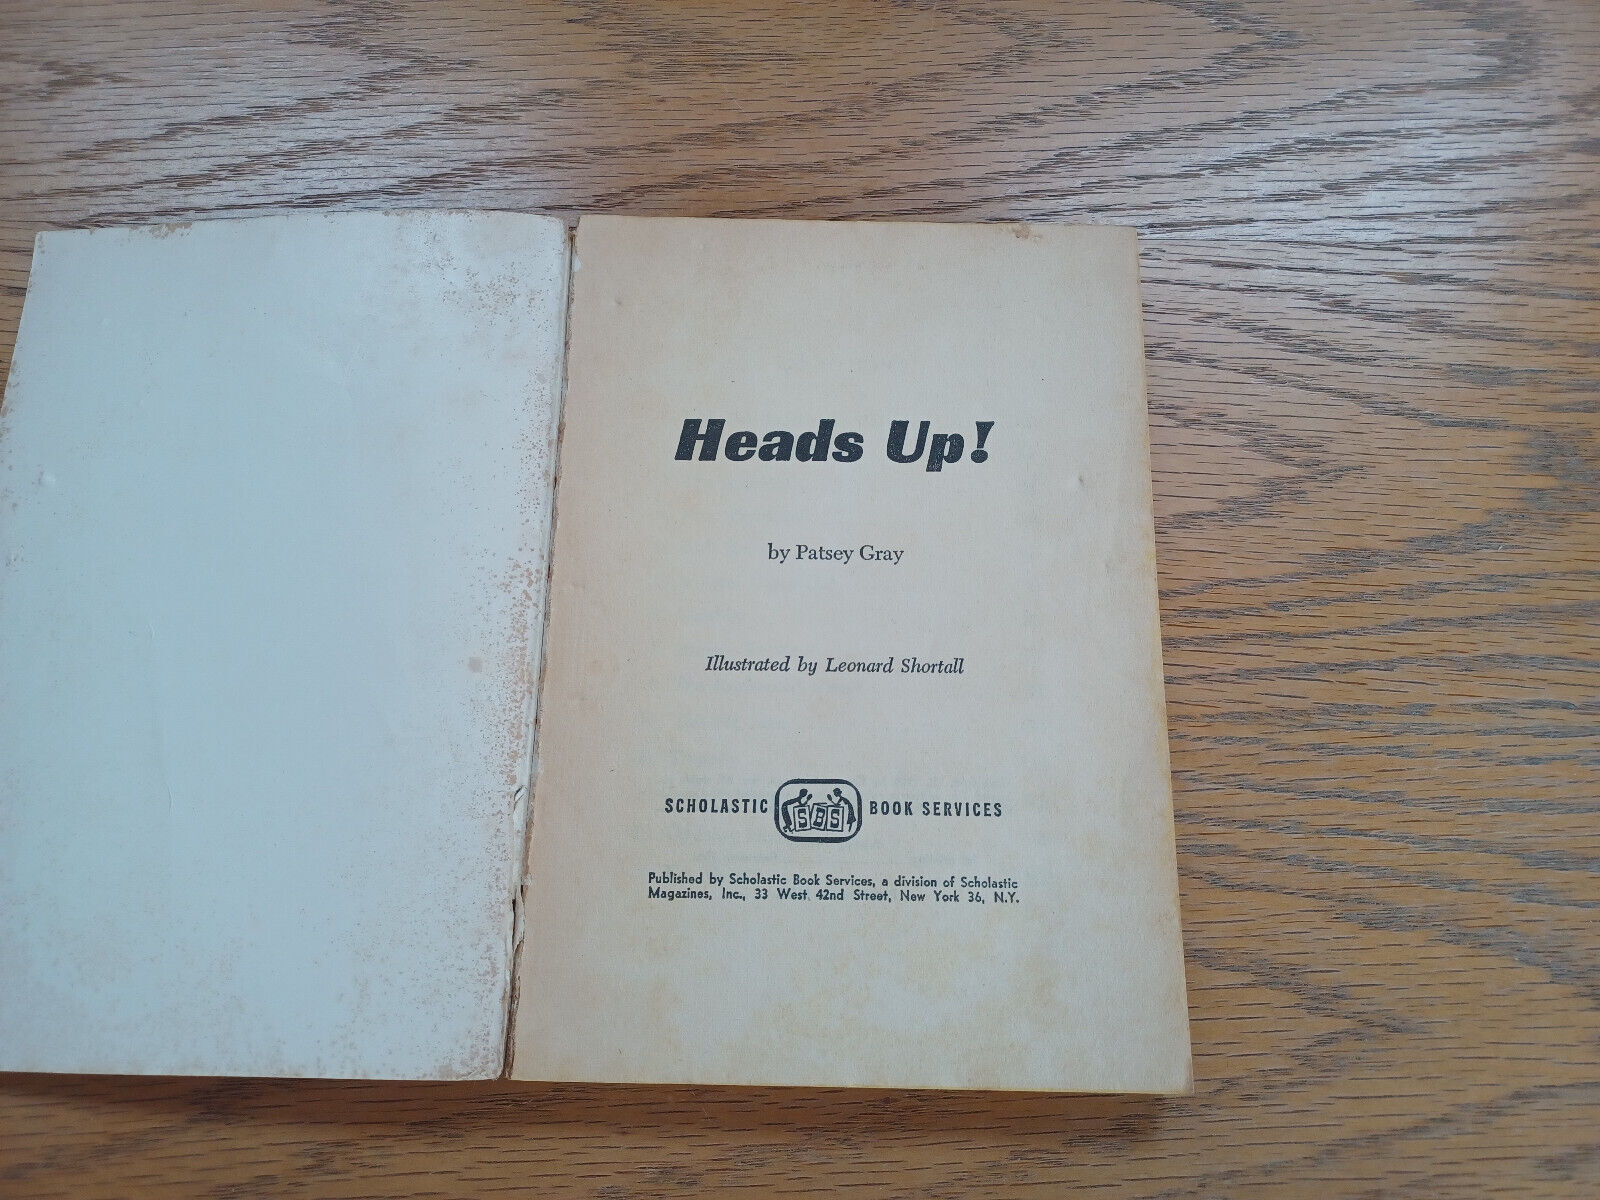 Heads Up!
by Patsey Gray
Illustrated by Leonard Shortall
SCHOLASTIC SBS BOOK SERVICES
Published by Scholastic Book Services, a division of Scholastic
Magazines, Inc., 33 West 42nd Street, New York 36, N.Y.